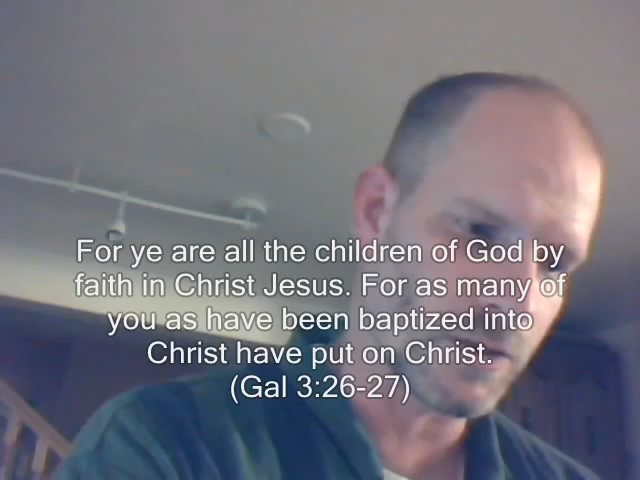 For ye are all the children of God by
faith in Christ Jesus. For as many of
you as have been baptized into
Christ have put on Christ.
(Gal 3:26-27)